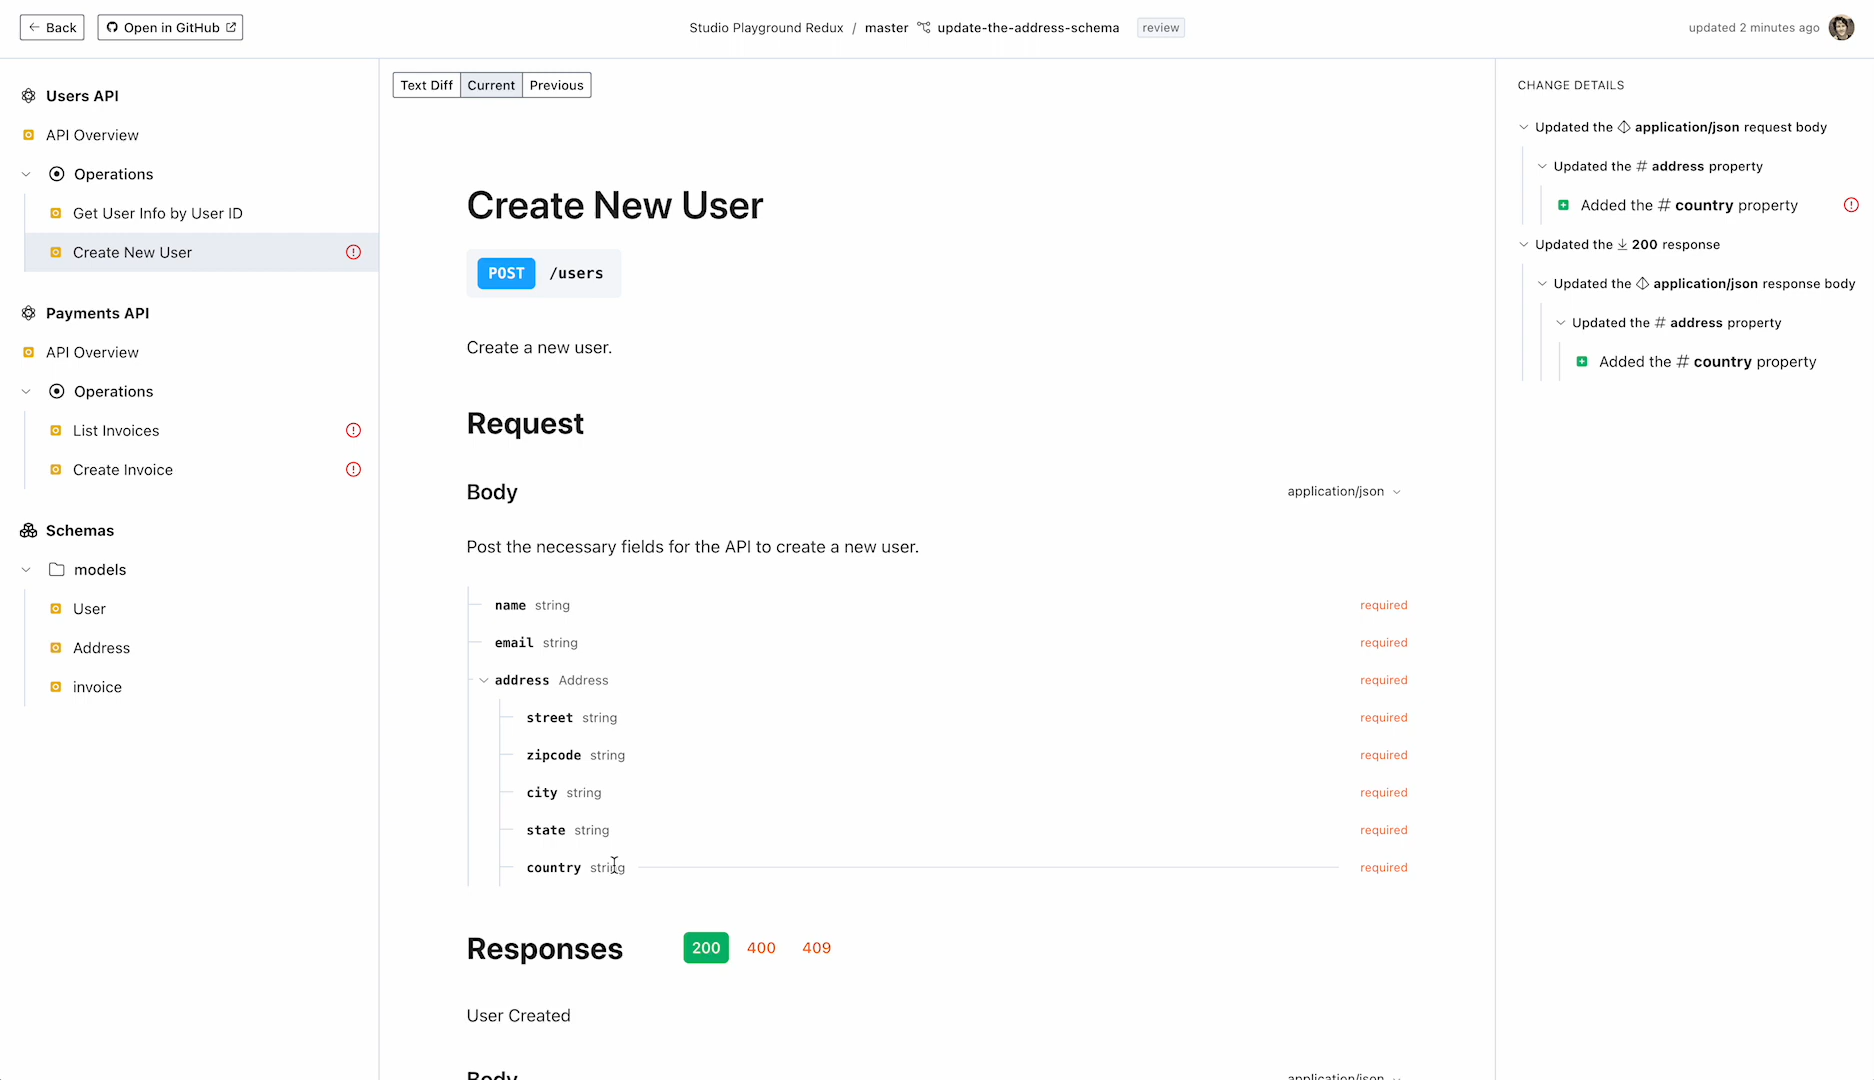 Back
Open in GitHub
Studio Playground Redux / master update-the-address-schema review
updated 2 minutes ago
Users API
API Overview
Operations
Get User Info by User ID
Create New User
Payments API
API Overview
Operations
List Invoices
Create Invoice
Schemas
models
User
Address
invoice
Text Diff Current Previous
Create New User
POST /users
Create a new user.
Request
Body application/json
Post the necessary fields for the API to create a new user.
name string required
email string required
address Address required
street string required
zipcode string required
city string required
state string required
country string required
Responses 200 400 409
User Created
Body application/json
CHANGE DETAILS
Updated the application/json request body
Updated the # address property
Added the # country property
Updated the 200 response
Updated the application/json response body
Updated the # address property
Added the # country property